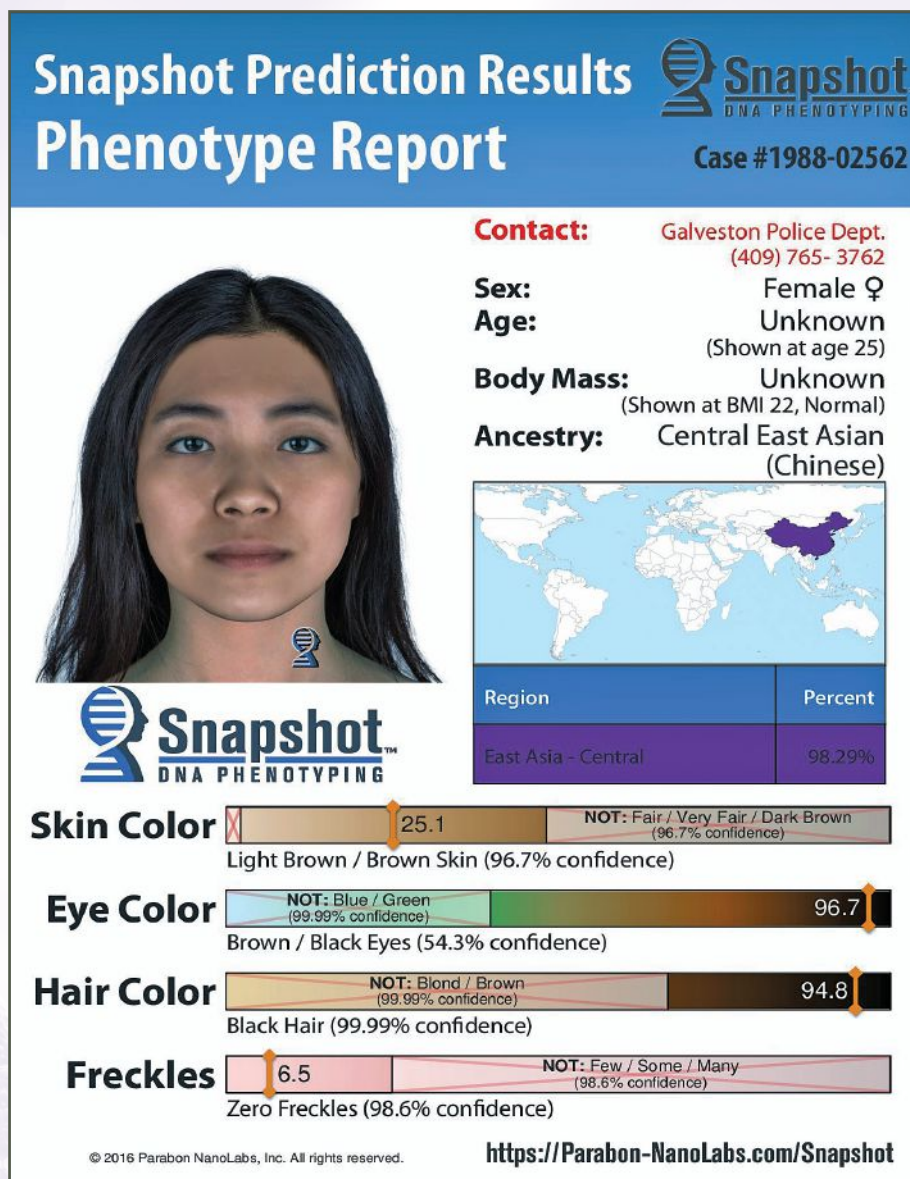 Snapshot Prediction Results
Phenotype Report
Snapshot
DNA PHENOTYPING
Case #1988-02562
Contact: Galveston Police Dept.
(409) 765- 3762
Sex: Female ♀
Age: Unknown
(Shown at age 25)
Body Mass: Unknown
(Shown at BMI 22, Normal)
Ancestry: Central East Asian
(Chinese)
Region Percent
East Asia - Central 98.29%
Snapshot™
DNA PHENOTYPING
Skin Color 25.1 NOT: Fair / Very Fair / Dark Brown
(96.7% confidence)
Light Brown / Brown Skin (96.7% confidence)
Eye Color NOT: Blue / Green 96.7
(99.99% confidence)
Brown / Black Eyes (54.3% confidence)
Hair Color NOT: Blond / Brown 94.8
(99.99% confidence)
Black Hair (99.99% confidence)
Freckles 6.5 NOT: Few / Some / Many
(98.6% confidence)
Zero Freckles (98.6% confidence)
© 2016 Parabon NanoLabs, Inc. All rights reserved. https://Parabon-NanoLabs.com/Snapshot